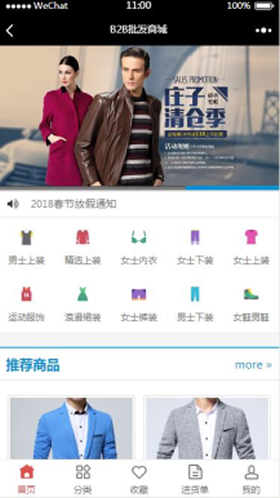 WeChat 11:00 100%
B2B批发商城
SALES PROMOTION
庄子
清仓季
活动规则
2018春节放假通知
男士上装 精选上装 女士内衣 女士下装 女士上装
运动服饰 浪漫裙装 女士裤装 男士下装 女鞋男鞋
推荐商品 more »
首页 分类 收藏 进货单 我的